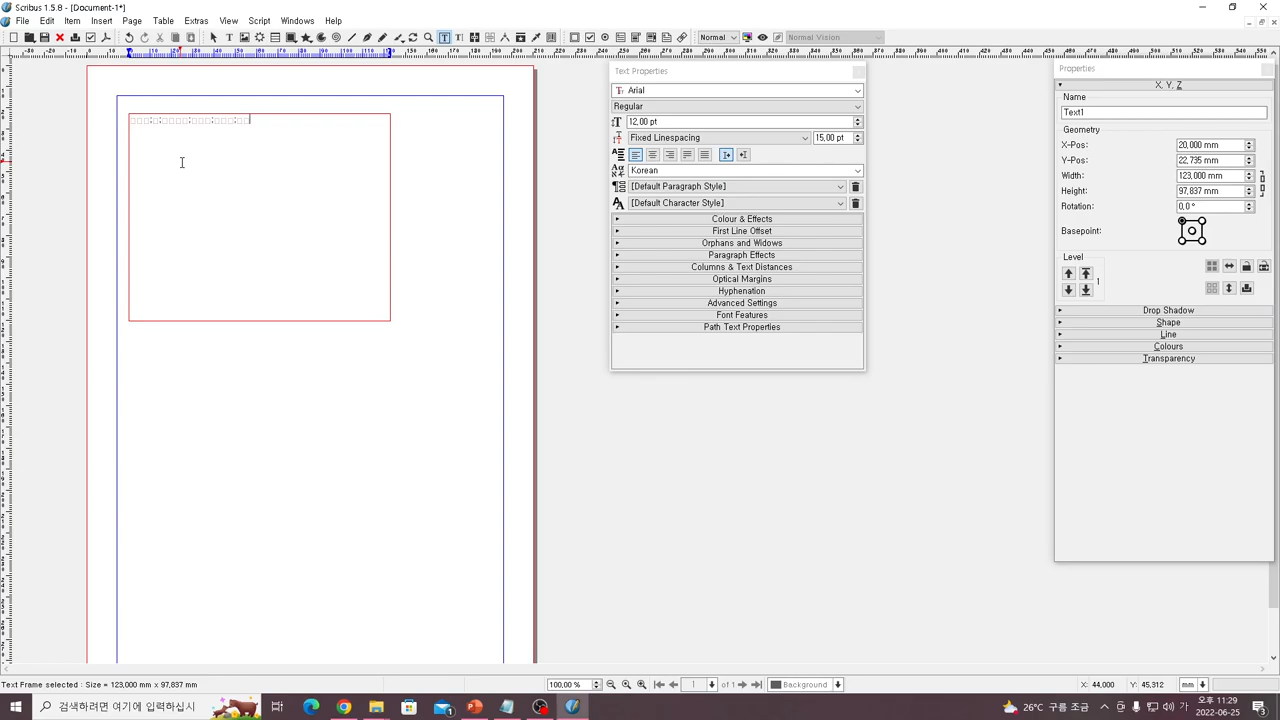 Scribus 1.5.8 - [Document-1*]
File Edit Item Insert Page Table Extras View Script Windows Help
Normal Normal Vision
Text Properties
Arial
Regular
12,00 pt
Fixed Linespacing 15,00 pt
Korean
[Default Paragraph Style]
[Default Character Style]
Colour & Effects
First Line Offset
Orphans and Widows
Paragraph Effects
Columns & Text Distances
Optical Margins
Hyphenation
Advanced Settings
Font Features
Path Text Properties
Properties
X, Y, Z
Name
Text1
Geometry
X-Pos: 20,000 mm
Y-Pos: 22,735 mm
Width: 123,000 mm
Height: 97,837 mm
Rotation: 0,0 °
Basepoint:
Level
1
Drop Shadow
Shape
Line
Colours
Transparency
Text Frame selected : Size = 123,000 mm x 97,837 mm
100,00 %
1 of 1
Background
X: 44,000 Y: 45,312 mm
검색하려면 여기에 입력하십시
26°C 구름 조금
가
오후 11:29
2022-06-25